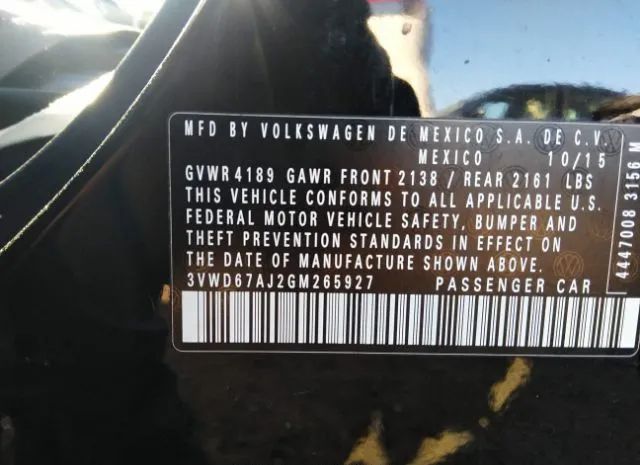 MFD BY VOLKSWAGEN DE MEXICO S.A. DE C.V.
MEXICO 10/15
GVWR 4189 GAWR FRONT 2138 / REAR 2161 LBS
THIS VEHICLE CONFORMS TO ALL APPLICABLE U.S.
FEDERAL MOTOR VEHICLE SAFETY, BUMPER AND
THEFT PREVENTION STANDARDS IN EFFECT ON
THE DATE OF MANUFACTURE SHOWN ABOVE.
3VWD67AJ2GM265927 PASSENGER CAR
4447008 3156 M